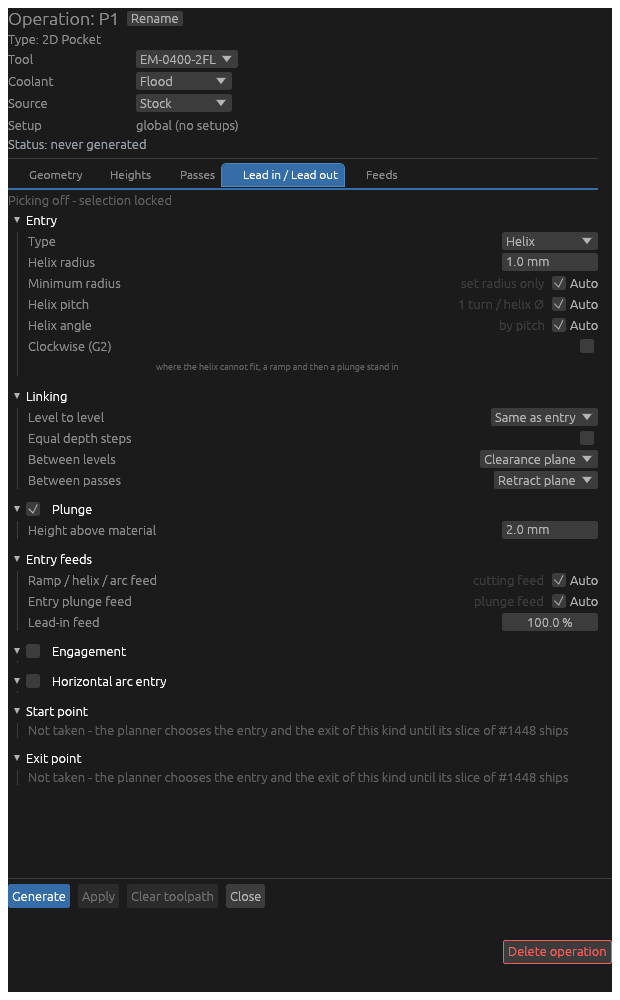 Operation: P1 Rename
Type: 2D Pocket
Tool EM-0400-2FL
Coolant Flood
Source Stock
Setup global (no setups)
Status: never generated
Geometry Heights Passes Lead in / Lead out Feeds
Picking off - selection locked
Entry
Type Helix
Helix radius 1.0 mm
Minimum radius set radius only Auto
Helix pitch 1 turn / helix Ø Auto
Helix angle by pitch Auto
Clockwise (G2)
where the helix cannot fit, a ramp and then a plunge stand in
Linking
Level to level Same as entry
Equal depth steps
Between levels Clearance plane
Between passes Retract plane
Plunge
Height above material 2.0 mm
Entry feeds
Ramp / helix / arc feed cutting feed Auto
Entry plunge feed plunge feed Auto
Lead-in feed 100.0 %
Engagement
Horizontal arc entry
Start point
Not taken - the planner chooses the entry and the exit of this kind until its slice of #1448 ships
Exit point
Not taken - the planner chooses the entry and the exit of this kind until its slice of #1448 ships
Generate Apply Clear toolpath Close
Delete operation